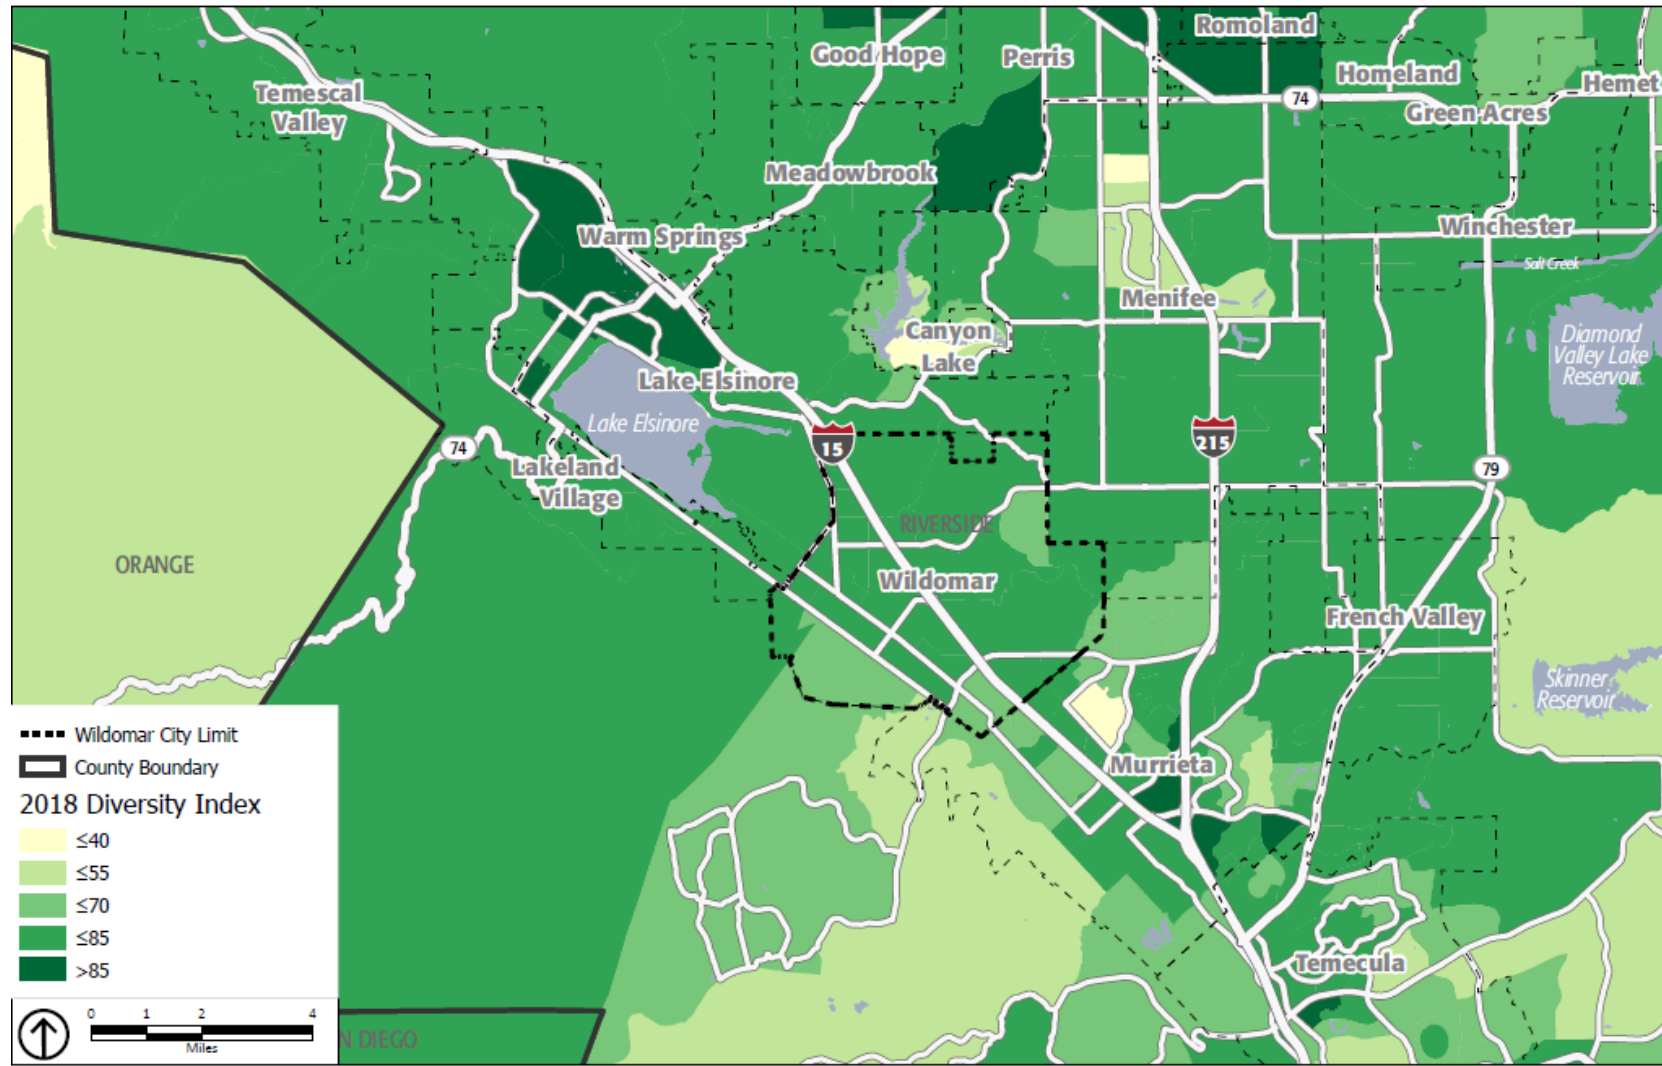 Romoland
Good Hope
Perris
Homeland
Hemet
Temescal
Valley
74
Green Acres
Meadowbrook
Warm Springs
Winchester
Salt Creek
Menifee
Canyon
Lake
Diamond
Valley Lake
Reservoir
Lake Elsinore
Lake Elsinore
15
215
74
79
Lakeland
Village
RIVERSIDE
ORANGE
Wildomar
French Valley
Skinner
Reservoir
Murrieta
Temecula
Wildomar City Limit
County Boundary
2018 Diversity Index
≤40
≤55
≤70
≤85
>85
0 1 2 4
Miles
N DIEGO